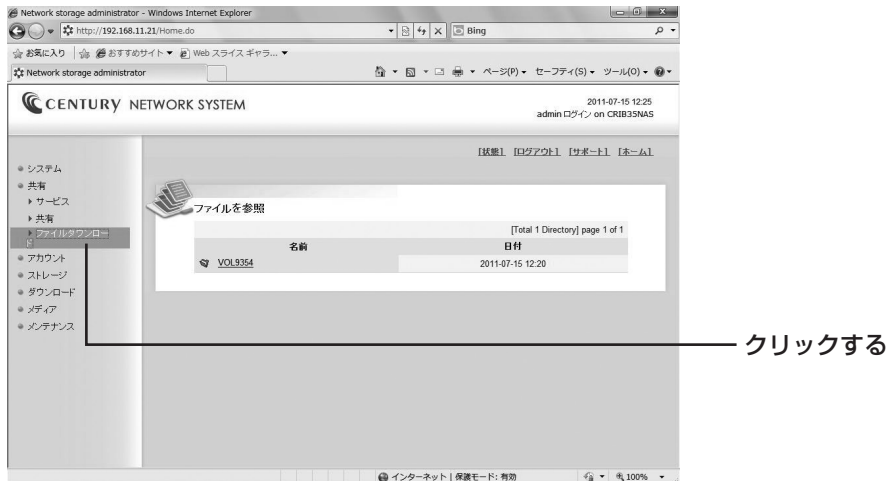 Network storage administrator - Windows Internet Explorer
http://192.168.11.21/Home.do
Bing
お気に入り おすすめサイト Web スライス ギャラ...
Network storage administrator
ページ(P) セーフティ(S) ツール(O)
CENTURY NETWORK SYSTEM
2011-07-15 12:25
admin ログイン on CRIB35NAS
[状態] [ログアウト] [サポート] [ホーム]
システム
共有
サービス
共有
ファイルダウンロード
アカウント
ストレージ
ダウンロード
メディア
メンテナンス
ファイルを参照
[Total 1 Directory] page 1 of 1
名前 日付
VOL9354 2011-07-15 12:20
クリックする
インターネット | 保護モード: 有効
100%